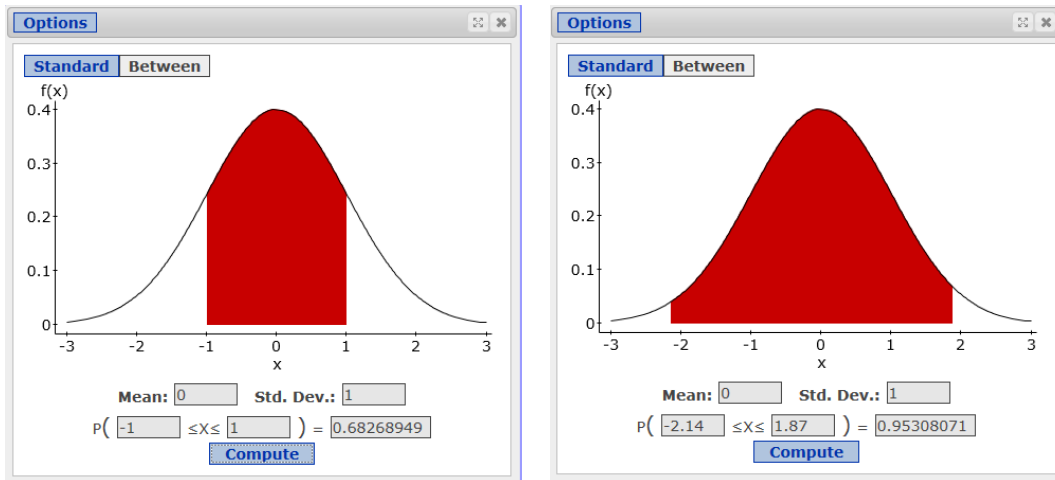 Options
Standard Between
f(x)
0.4
0.3
0.2
0.1
0
-3 -2 -1 0 1 2 3
x
Mean: 0 Std. Dev.: 1
P( -1 ≤X≤ 1 ) = 0.68268949
Compute
Options
Standard Between
f(x)
0.4
0.3
0.2
0.1
0
-3 -2 -1 0 1 2 3
x
Mean: 0 Std. Dev.: 1
P( -2.14 ≤X≤ 1.87 ) = 0.95308071
Compute